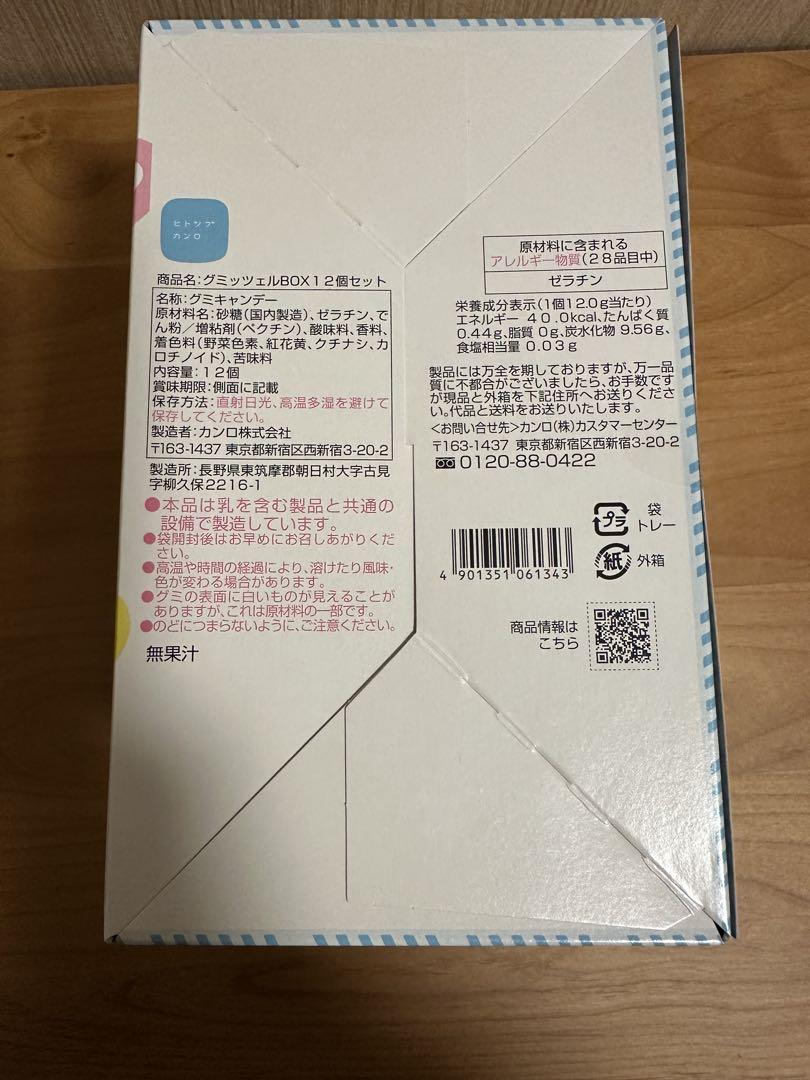 ヒトツブ
カンロ
商品名:グミッツェルBOX12個セット
名称:グミキャンデー
原材料名:砂糖(国内製造)、ゼラチン、で
ん粉/増粘剤(ペクチン)、酸味料、香料、
着色料(野菜色素、紅花黄、クチナシ、カ
ロチノイド)、苦味料
内容量:12個
賞味期限:側面に記載
保存方法:直射日光、高温多湿を避けて
保存してください。
製造者:カンロ株式会社
〒163-1437 東京都新宿区西新宿3-20-2
製造所:長野県東筑摩郡朝日村大字古見
字柳久保2216-1
●本品は乳を含む製品と共通の
設備で製造しています。
●袋開封後はお早めにお召しあがりくだ
さい。
●高温や時間の経過により、溶けたり風味・
色が変わる場合があります。
●グミの表面に白いものが見えることが
ありますが、これは原材料の一部です。
●のどにつまらないように、ご注意ください。
無果汁
原材料に含まれる
アレルギー物質(28品目中)
ゼラチン
栄養成分表示(1個12.0g当たり)
エネルギー 40.0kcal、たんぱく質
0.44g、脂質 0g、炭水化物 9.56g、
食塩相当量 0.03g
製品には万全を期しておりますが、万一品
質に不都合がございましたら、お手数です
が現品と外箱を下記住所へお送りくださ
い。代品と送料をお送りいたします。
<お問い合せ先>カンロ(株)カスタマーセンター
〒163-1437 東京都新宿区西新宿3-20-2
0120-88-0422
プラ
袋
トレー
紙
外箱
4 901351 061343
商品情報は
こちら